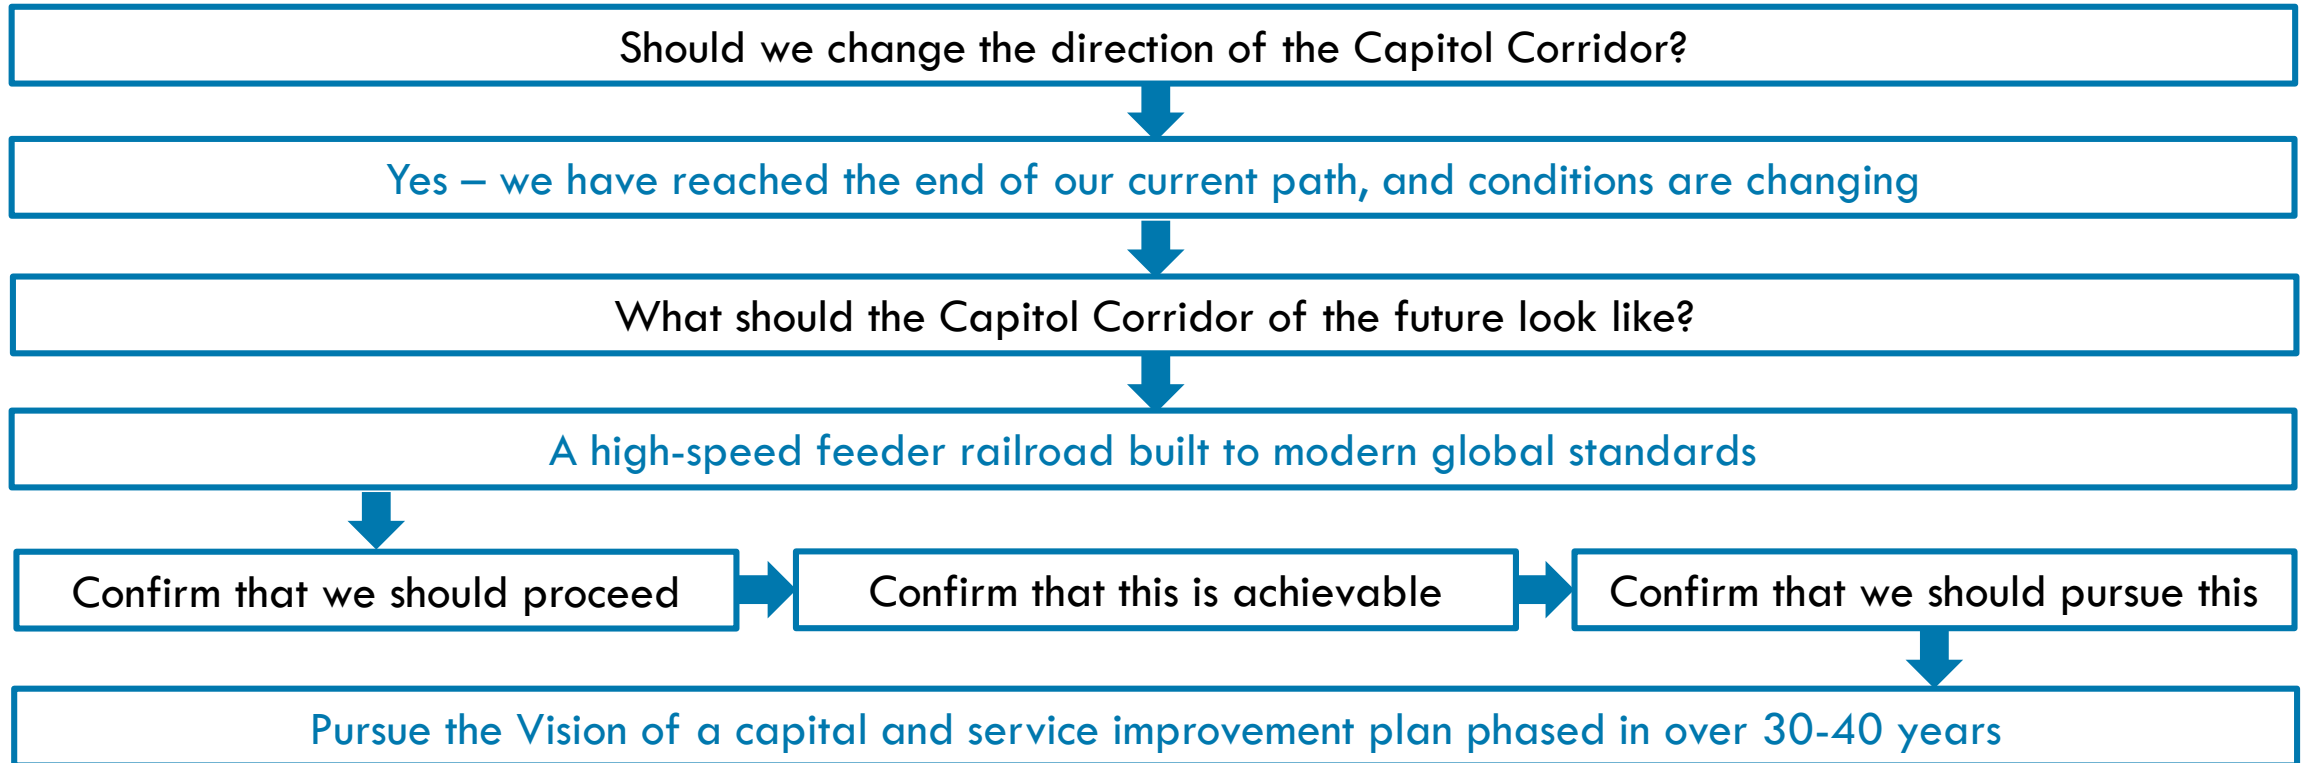 Should we change the direction of the Capitol Corridor?
Yes – we have reached the end of our current path, and conditions are changing
What should the Capitol Corridor of the future look like?
A high-speed feeder railroad built to modern global standards
Confirm that we should proceed
Confirm that this is achievable
Confirm that we should pursue this
Pursue the Vision of a capital and service improvement plan phased in over 30-40 years